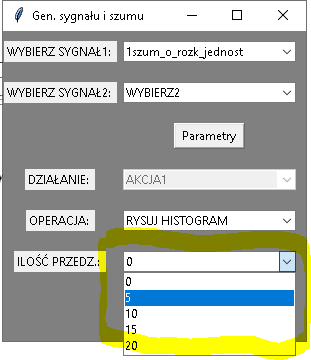 Gen. sygnału i szumu
WYBIERZ SYGNAŁ1: 1szum_o_rozk_jednost
WYBIERZ SYGNAŁ2: WYBIERZ2
Parametry
DZIAŁANIE: AKCJA1
OPERACJA: RYSUJ HISTOGRAM
ILOŚĆ PRZEDZ.: 0
0
5
10
15
20